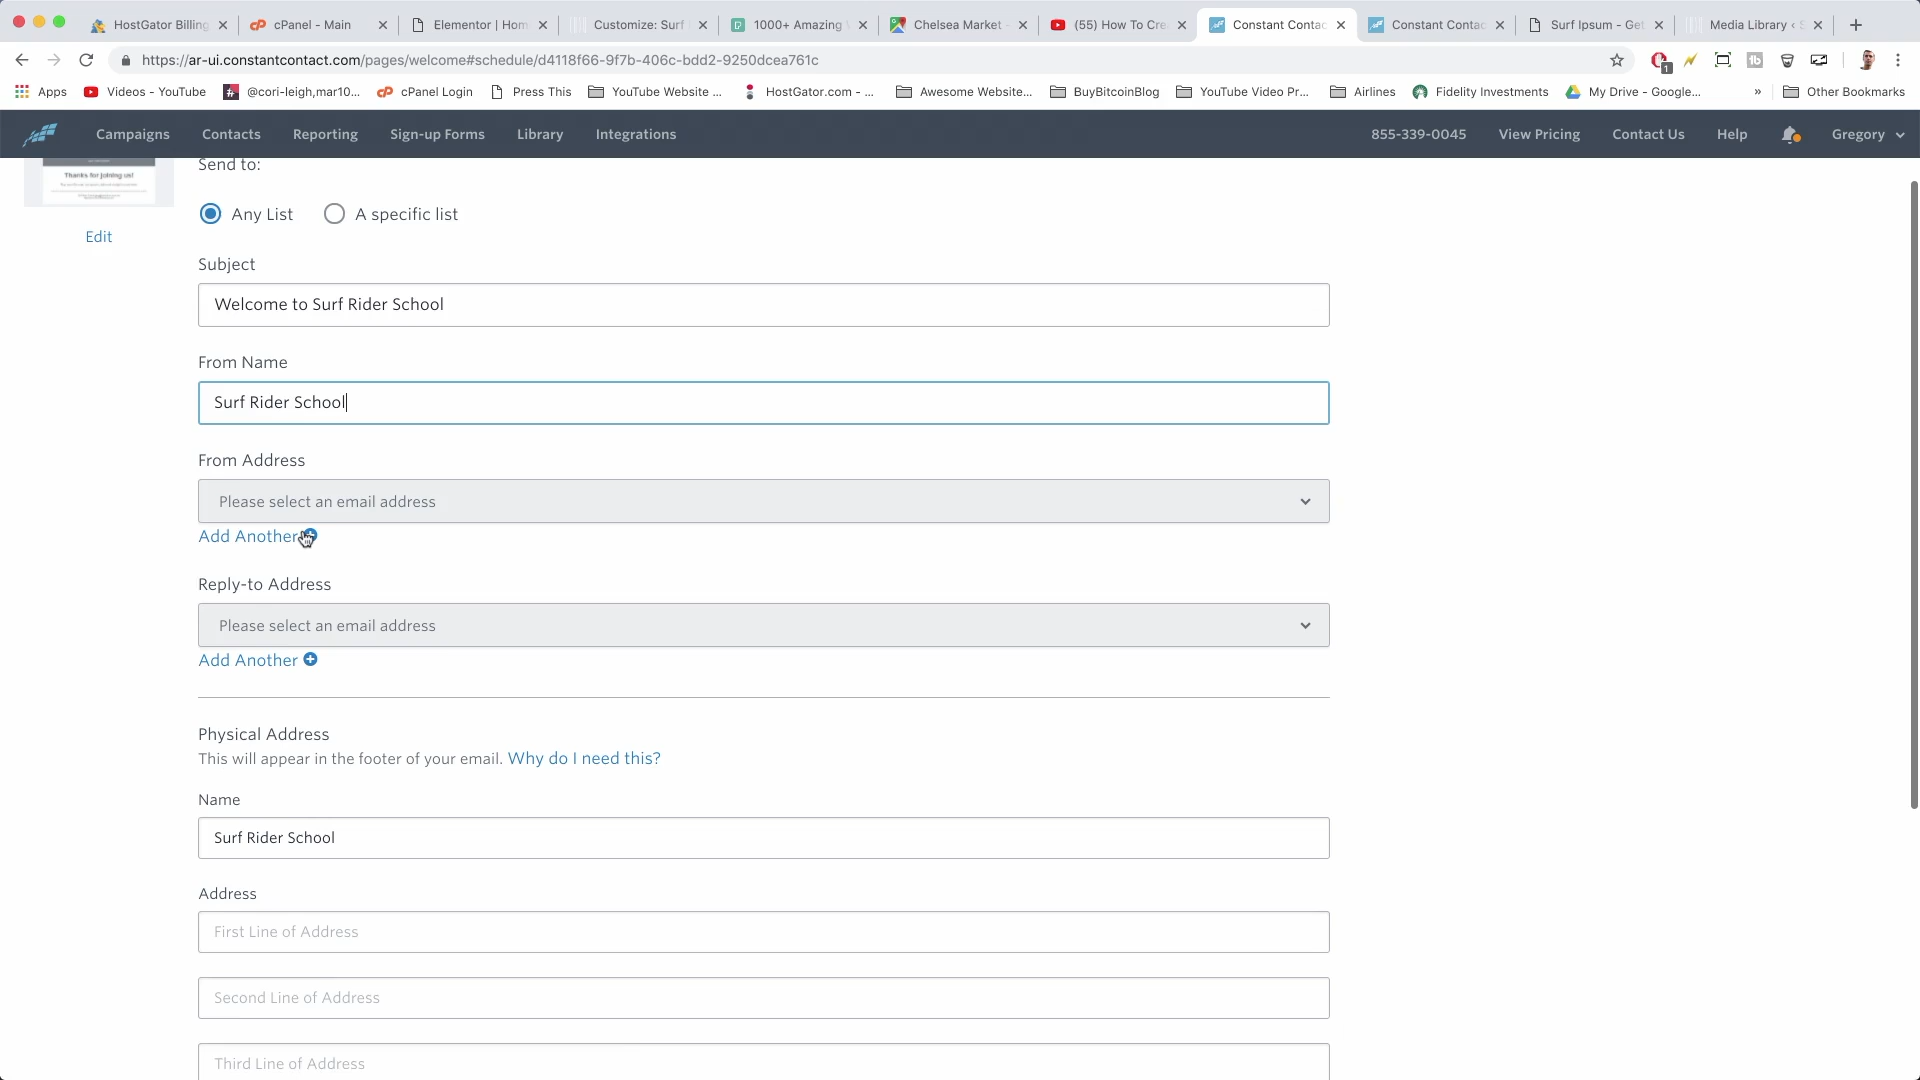 HostGator Billing
cPanel - Main
Elementor | Hom
Customize: Surf
1000+ Amazing
Chelsea Market -
(55) How To Cre
Constant Contac
Constant Contac
Surf Ipsum - Get
Media Library ‹ S
https://ar-ui.constantcontact.com/pages/welcome#schedule/d4118f66-9f7b-406c-bdd2-9250dcea761c
1
Apps
Videos - YouTube
@cori-leigh,mar10...
cPanel Login
Press This
YouTube Website ...
HostGator.com - ...
Awesome Website...
BuyBitcoinBlog
YouTube Video Pr...
Airlines
Fidelity Investments
My Drive - Google...
»
Other Bookmarks
Campaigns
Contacts
Reporting
Sign-up Forms
Library
Integrations
855-339-0045
View Pricing
Contact Us
Help
Gregory
Thanks for joining us!
Edit
Send to:
Any List
A specific list
Subject
Welcome to Surf Rider School
From Name
Surf Rider School
From Address
Please select an email address
Add Another
Reply-to Address
Please select an email address
Add Another
Physical Address
This will appear in the footer of your email. Why do I need this?
Name
Surf Rider School
Address
First Line of Address
Second Line of Address
Third Line of Address